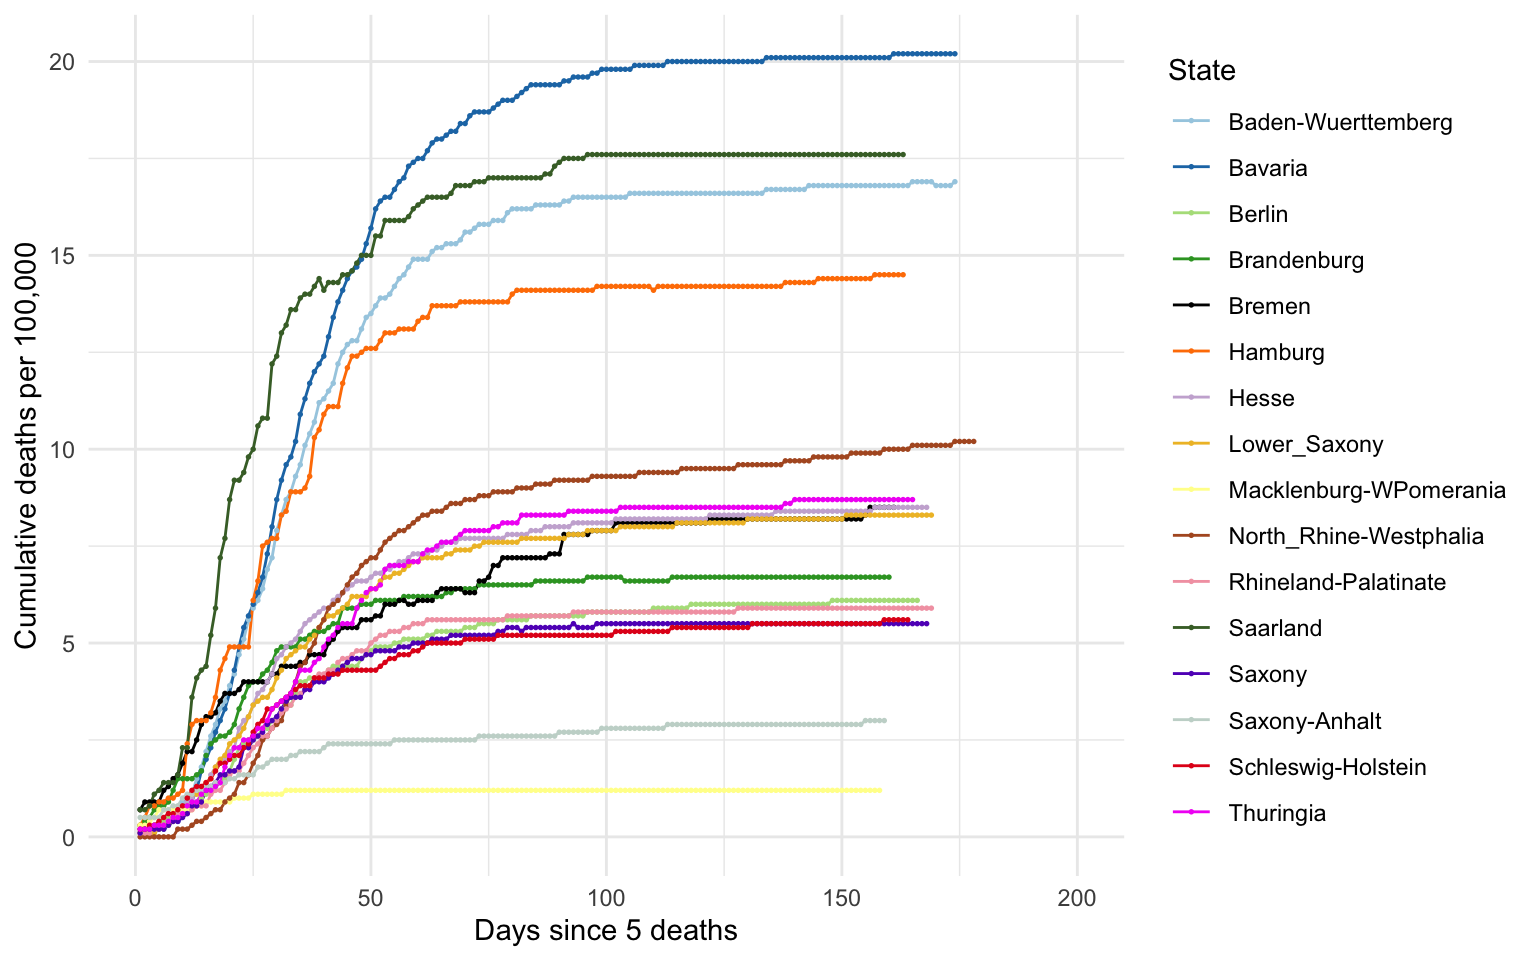 20
15
10
5
0
Cumulative deaths per 100,000
0 50 100 150 200
Days since 5 deaths
State
Baden-Wuerttemberg
Bavaria
Berlin
Brandenburg
Bremen
Hamburg
Hesse
Lower_Saxony
Macklenburg-WPomerania
North_Rhine-Westphalia
Rhineland-Palatinate
Saarland
Saxony
Saxony-Anhalt
Schleswig-Holstein
Thuringia